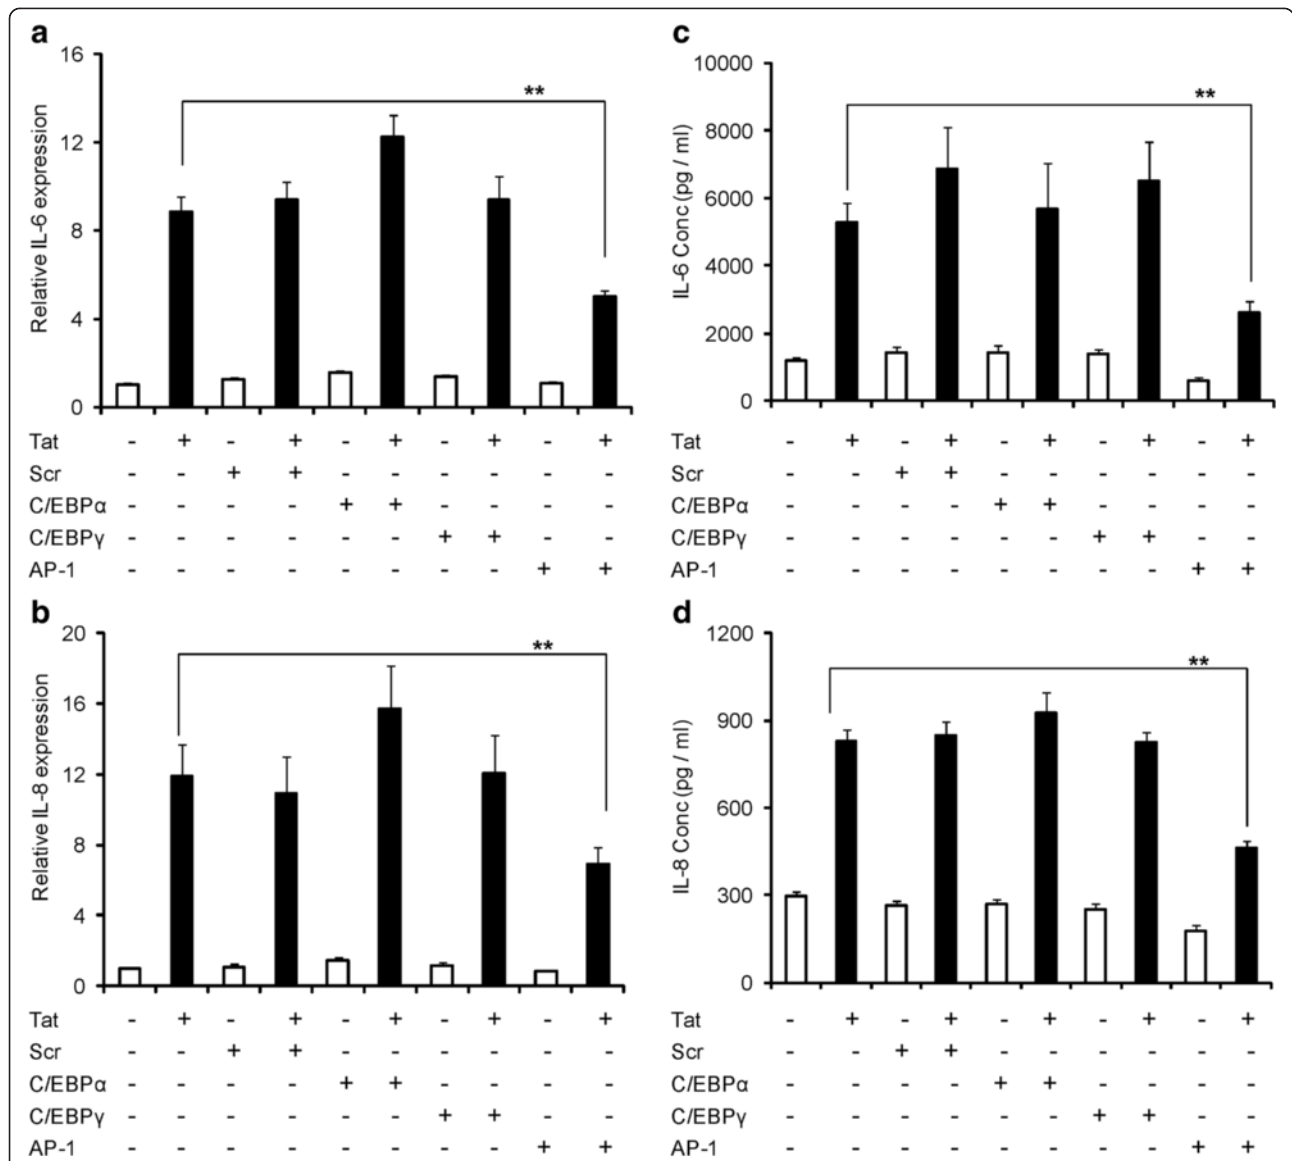 a
16
12
8
4
0
Relative IL-6 expression
**
Tat - + - + - + - + - +
Scr - - + + - - - - - -
C/EBPα - - - - + + - - - -
C/EBPγ - - - - - - + + - -
AP-1 - - - - - - - - + +
c
10000
8000
6000
4000
2000
0
IL-6 Conc (pg / ml)
**
Tat - + - + - + - + - +
Scr - - + + - - - - - -
C/EBPα - - - - + + - - - -
C/EBPγ - - - - - - + + - -
AP-1 - - - - - - - - + +
b
20
16
12
8
4
0
Relative IL-8 expression
**
Tat - + - + - + - + - +
Scr - - + + - - - - - -
C/EBPα - - - - + + - - - -
C/EBPγ - - - - - - + + - -
AP-1 - - - - - - - - + +
d
1200
900
600
300
0
IL-8 Conc (pg / ml)
**
Tat - + - + - + - + - +
Scr - - + + - - - - - -
C/EBPα - - - - + + - - - -
C/EBPγ - - - - - - + + - -
AP-1 - - - - - - - - + +